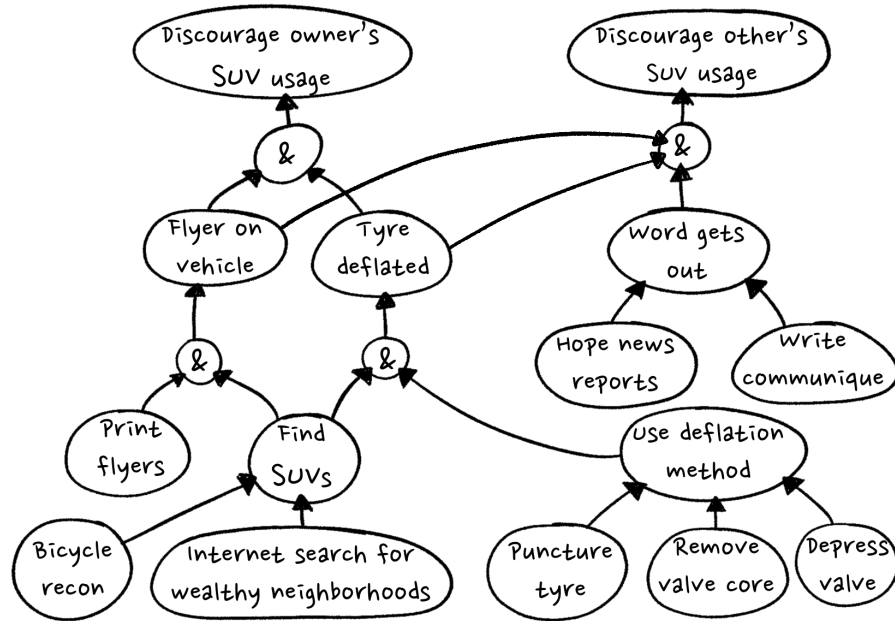 Discourage owner's
SUV usage
Discourage other's
SUV usage
&
&
Flyer on
vehicle
Tyre
deflated
Word gets
out
&
&
Hope news
reports
Write
communique
Print
flyers
Find
SUVs
Use deflation
method
Bicycle
recon
Internet search for
wealthy neighborhoods
Puncture
tyre
Remove
valve core
Depress
valve